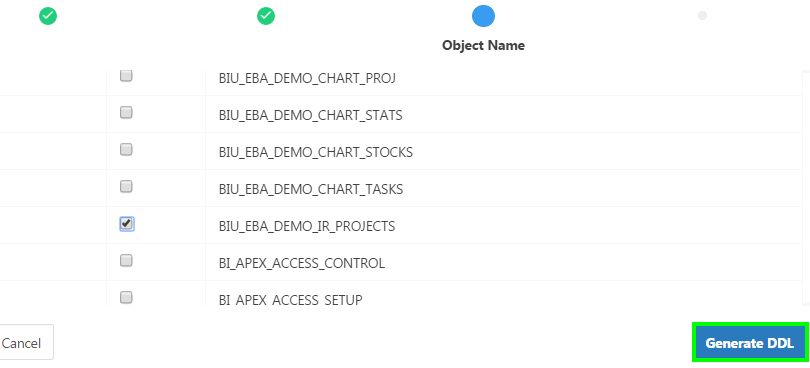 Object Name
BIU_EBA_DEMO_CHART_PROJ
BIU_EBA_DEMO_CHART_STATS
BIU_EBA_DEMO_CHART_STOCKS
BIU_EBA_DEMO_CHART_TASKS
BIU_EBA_DEMO_IR_PROJECTS
BI_APEX_ACCESS_CONTROL
BI_APEX_ACCESS_SETUP
Cancel
Generate DDL